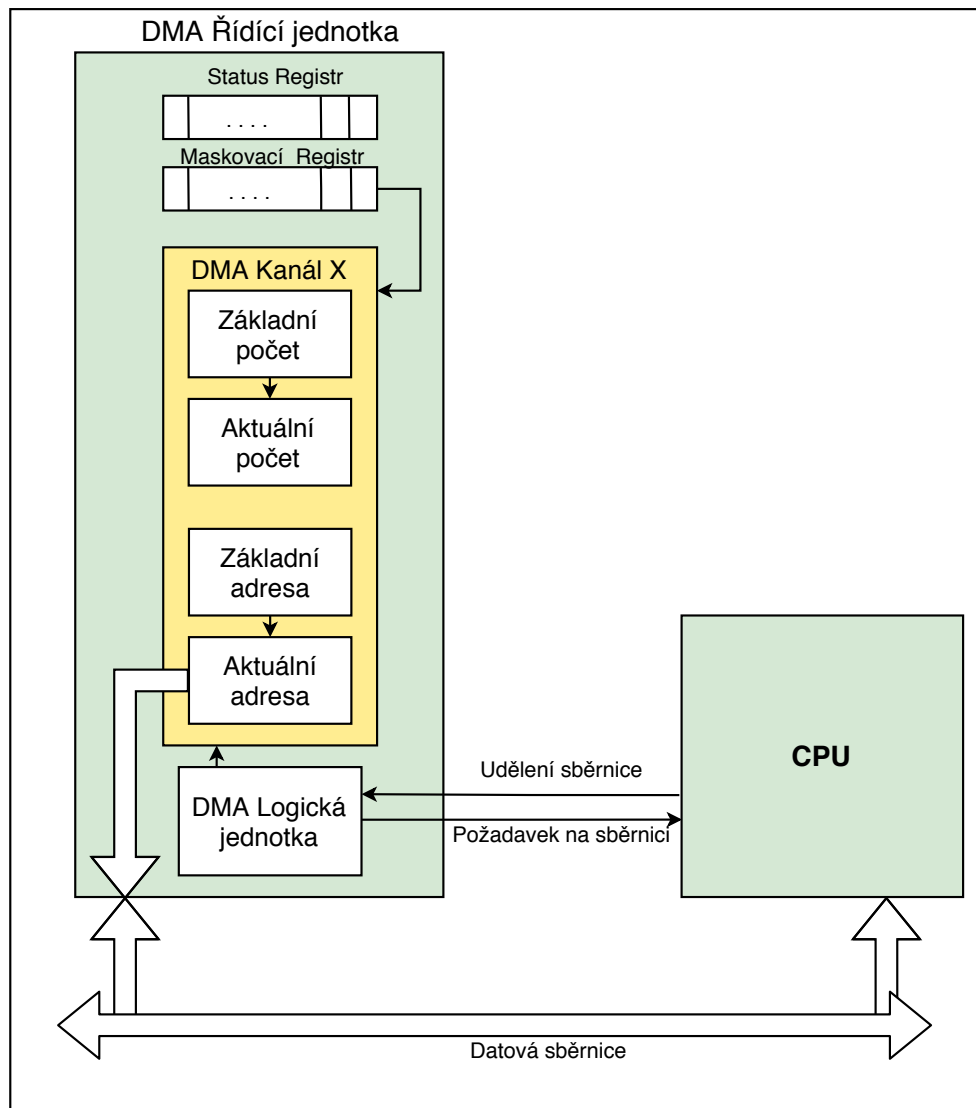 DMA Řídící jednotka
Status Registr
. . . .
Maskovací Registr
. . . .
DMA Kanál X
Základní
počet
Aktuální
počet
Základní
adresa
Aktuální
adresa
DMA Logická
jednotka
Udělení sběrnice
Požadavek na sběrnicí
CPU
Datová sběrnice